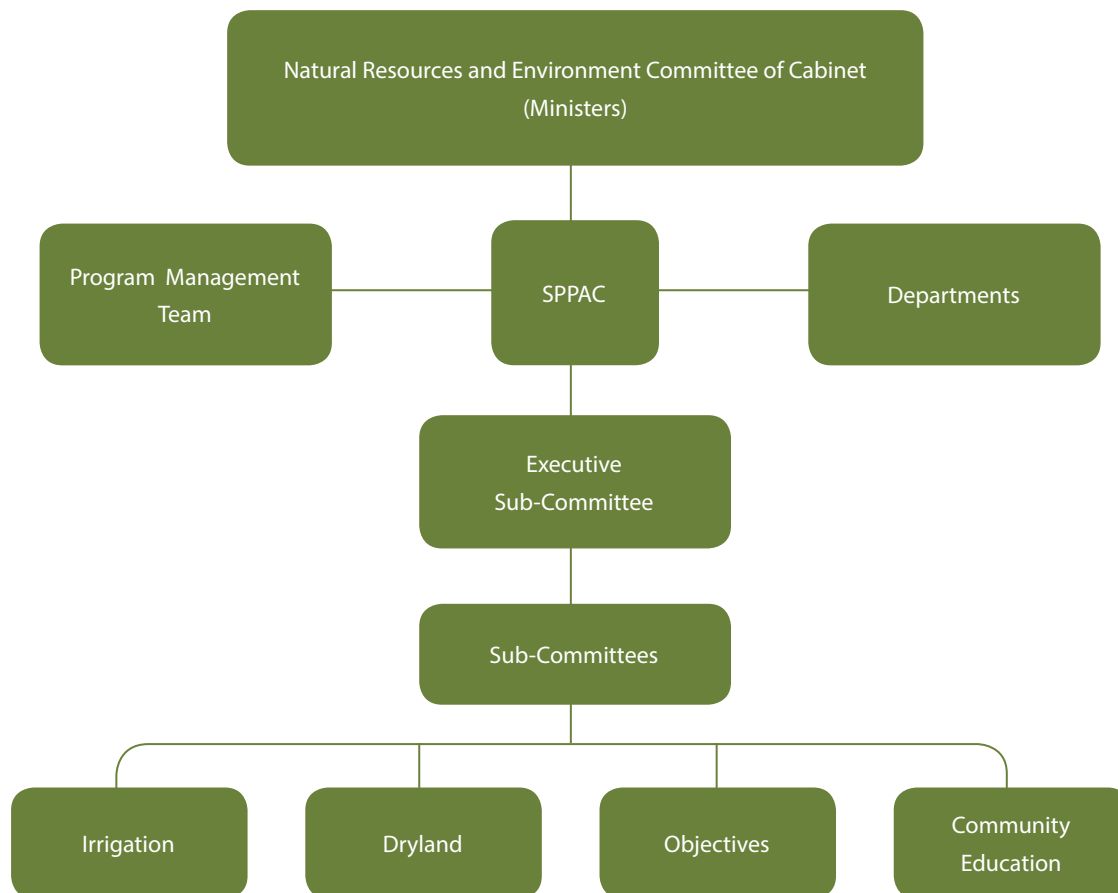 Natural Resources and Environment Committee of Cabinet
(Ministers)
Program Management
Team
SPPAC
Departments
Executive
Sub-Committee
Sub-Committees
Irrigation
Dryland
Objectives
Community
Education